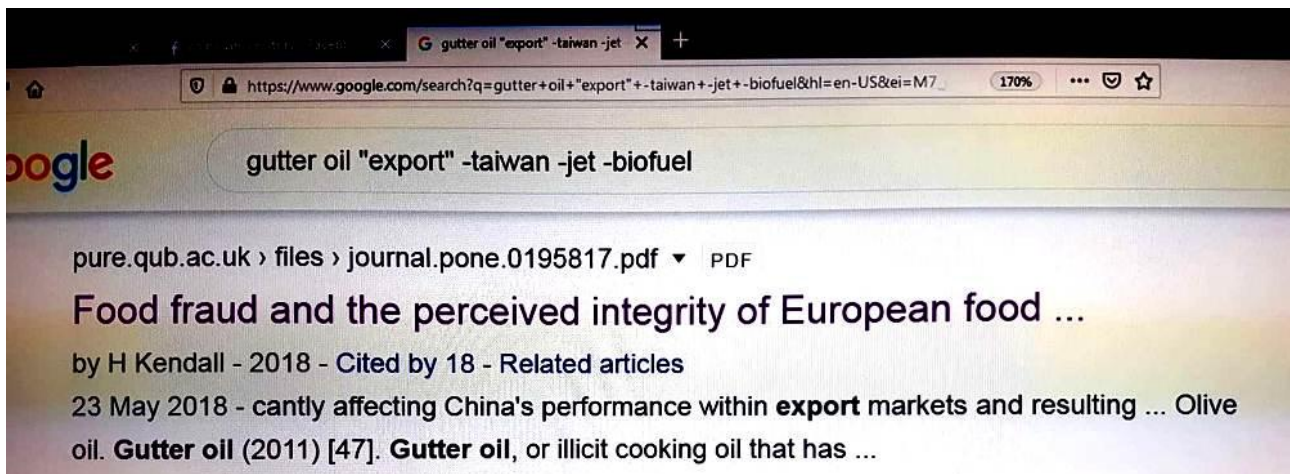 G gutter oil "export" -taiwan -jet X +
https://www.google.com/search?q=gutter+oil+"export"+-taiwan+-jet+-biofuel&hl=en-US&ei=M7_ 170% ...
oogle gutter oil "export" -taiwan -jet -biofuel
pure.qub.ac.uk › files › journal.pone.0195817.pdf ▾ PDF
Food fraud and the perceived integrity of European food ...
by H Kendall - 2018 - Cited by 18 - Related articles
23 May 2018 - cantly affecting China's performance within export markets and resulting ... Olive
oil. Gutter oil (2011) [47]. Gutter oil, or illicit cooking oil that has ...